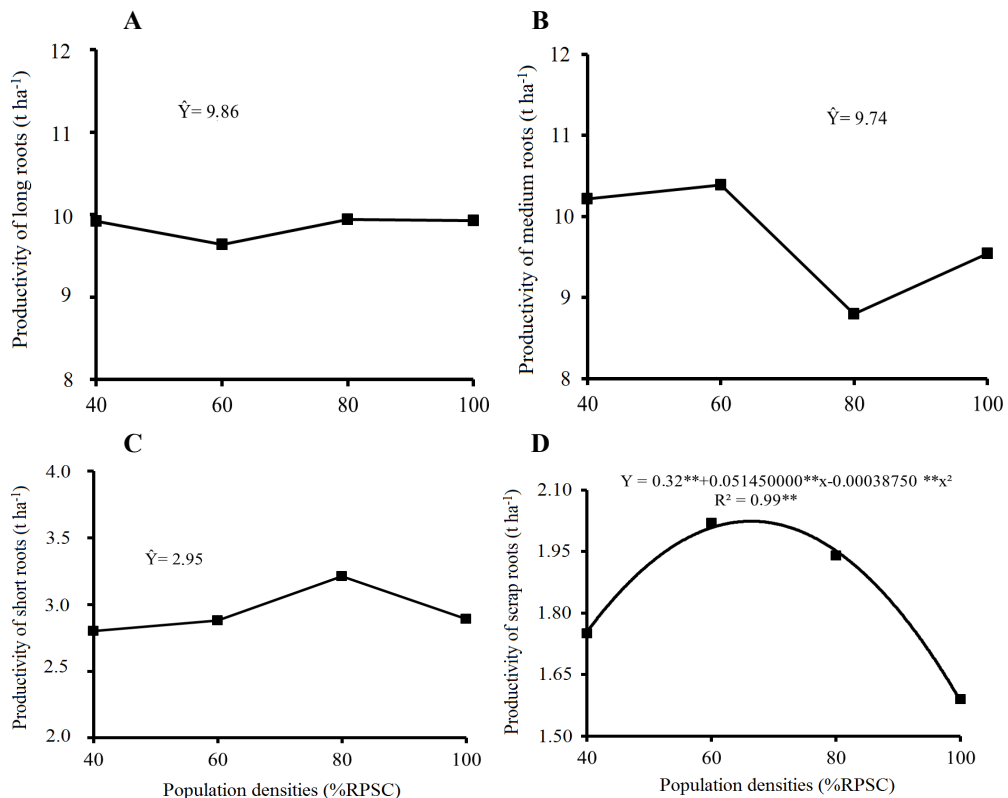 A
Productivity of long roots (t ha⁻¹)
12
11
10
9
8
Ŷ= 9.86
40 60 80 100
B
Productivity of medium roots (t ha⁻¹)
12
11
10
9
8
Ŷ= 9.74
40 60 80 100
C
Productivity of short roots (t ha⁻¹)
4.0
3.5
3.0
2.5
2.0
Ŷ= 2.95
40 60 80 100
Population densities (%RPSC)
D
Productivity of scrap roots (t ha⁻¹)
2.10
1.95
1.80
1.65
1.50
Y = 0.32**+0.051450000**x-0.00038750 **x²
R² = 0.99**
40 60 80 100
Population densities (%RPSC)